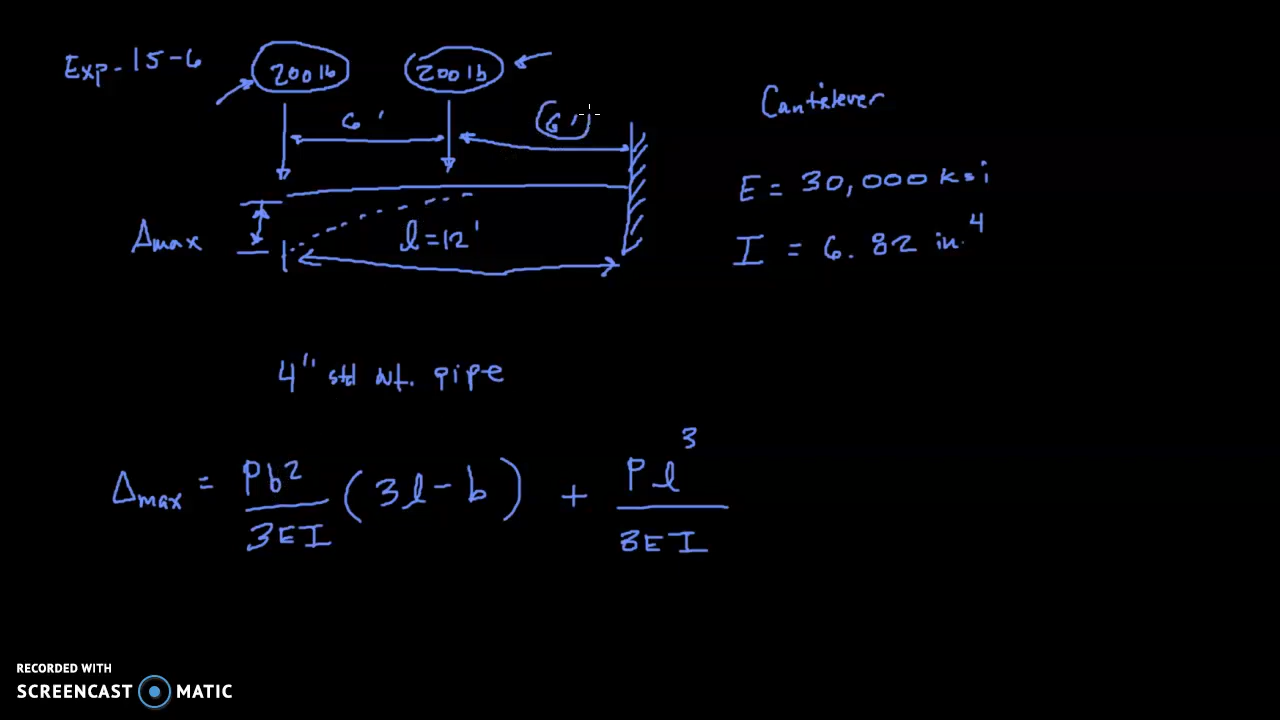 Exp. 15-6
200 lb 200 lb
6' 6'
Cantilever
E = 30,000 ksi
Δmax l = 12' I = 6.82 in.⁴
4" std wt. pipe
Δmax = Pb²/3EI (3l - b) + Pl³/3EI
RECORDED WITH
SCREENCAST MATIC